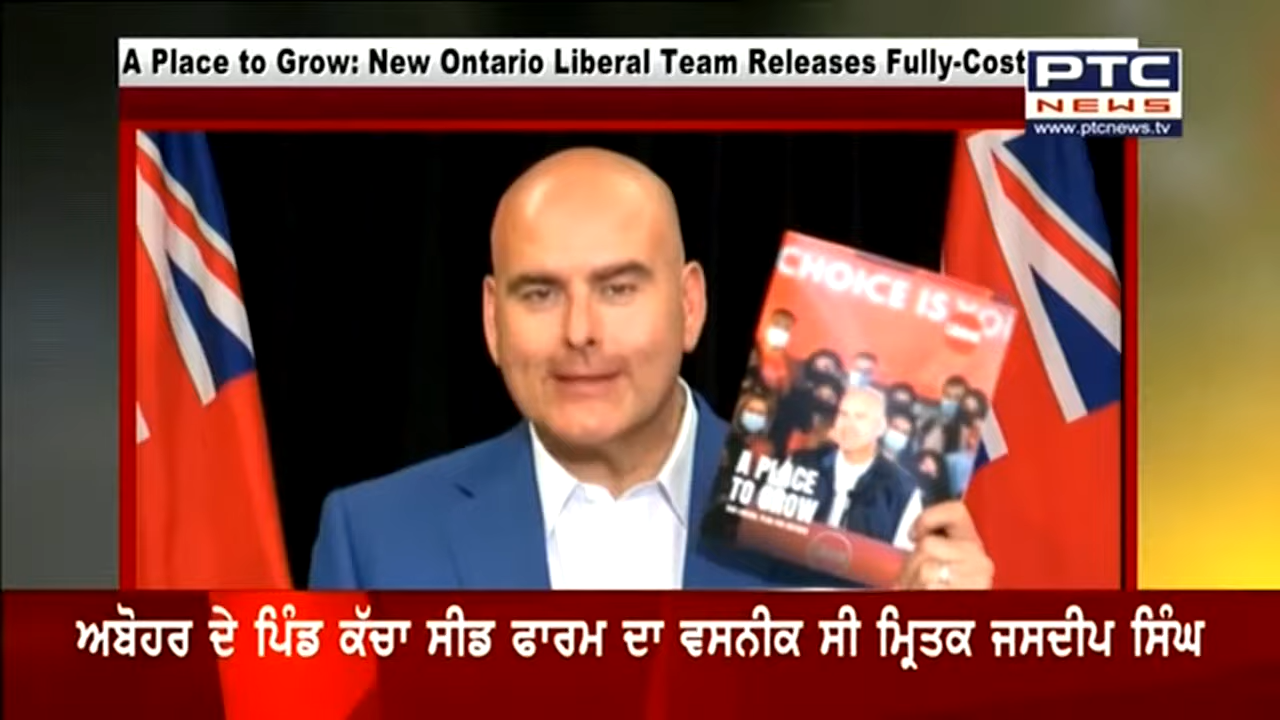 A Place to Grow: New Ontario Liberal Team Releases Fully-Cost
PTC
NEWS
www.ptcnews.tv
CHOICE IS
A PLACE
TO GROW
ਅਬੋਹਰ ਦੇ ਪਿੰਡ ਕੱਚਾ ਸੀਡ ਫਾਰਮ ਦਾ ਵਸਨੀਕ ਸੀ ਮ੍ਰਿਤਕ ਜਸਦੀਪ ਸਿੰਘ